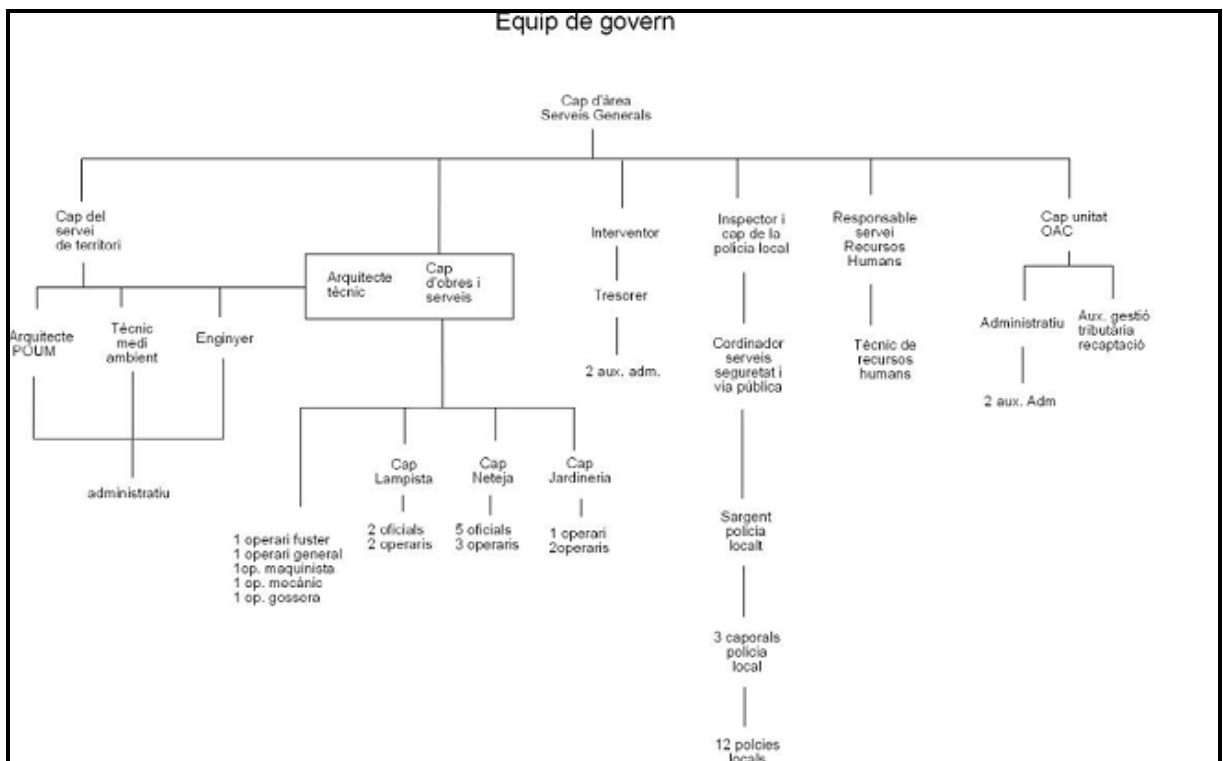 Equip de govern
Cap d'àrea
Serveis Generals
Cap del
servei
de territori
Arquitecte
tècnic
Cap
d'obres i
serveis
Interventor
Inspector i
cap de la
policia local
Responsable
servei
Recursos
Humans
Cap unitat
OAC
Arquitecte
POUM
Tècnic
medi
ambient
Enginyer
Tresorer
Cordinador
serveis
seguretat i
via pública
Tècnic de
recursos
humans
Administratiu
Aux. gestió
tributària
recaptació
2 aux. adm.
2 aux. Adm
administratiu
Cap
Lampista
Cap
Neteja
Cap
Jardineria
1 operari fuster
1 operari general
1op. maquinista
1 op. mecànic
1 op. gossera
2 oficials
2 operaris
5 oficials
3 operaris
1 operari
2operaris
Sargent
policia
localt
3 caporals
policia
local
12 polcies
locals